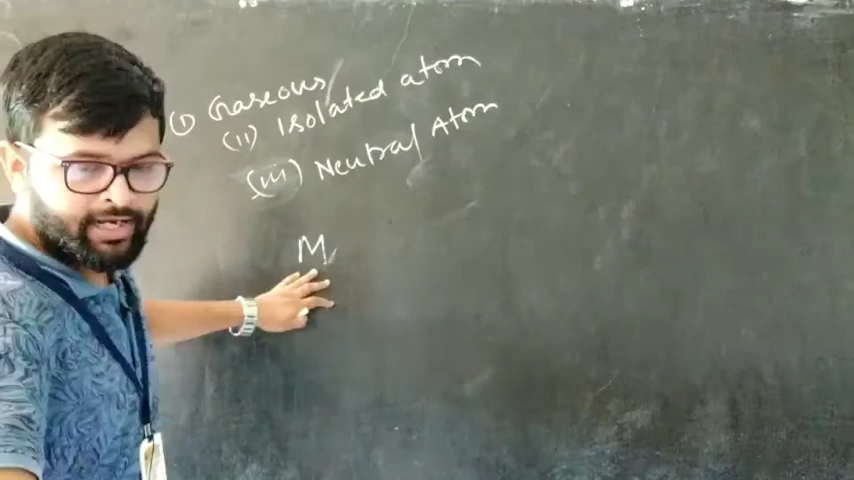 (I) Gaseous
(II) Isolated atom
(III) Neutral Atom
M